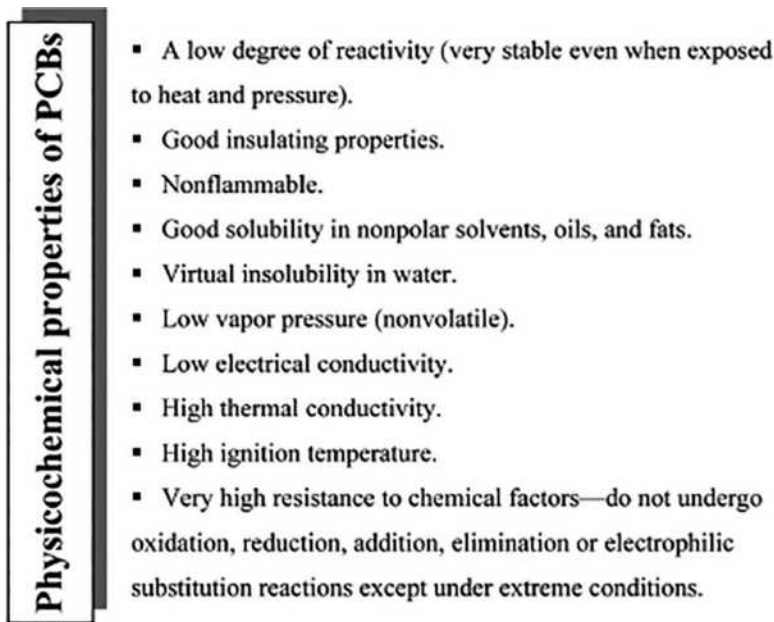 Physicochemical properties of PCBs
▪ A low degree of reactivity (very stable even when exposed
to heat and pressure).
▪ Good insulating properties.
▪ Nonflammable.
▪ Good solubility in nonpolar solvents, oils, and fats.
▪ Virtual insolubility in water.
▪ Low vapor pressure (nonvolatile).
▪ Low electrical conductivity.
▪ High thermal conductivity.
▪ High ignition temperature.
▪ Very high resistance to chemical factors—do not undergo
oxidation, reduction, addition, elimination or electrophilic
substitution reactions except under extreme conditions.